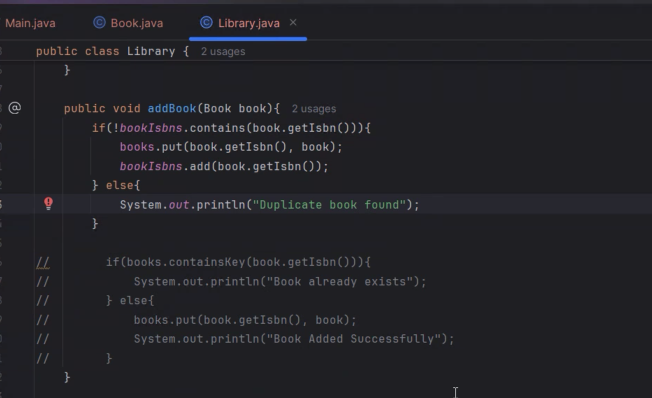 Main.java
Book.java
Library.java
public class Library { 2 usages
}
public void addBook(Book book){ 2 usages
if(!bookIsbns.contains(book.getIsbn())){
books.put(book.getIsbn(), book);
bookIsbns.add(book.getIsbn());
} else{
System.out.println("Duplicate book found");
}
// if(books.containsKey(book.getIsbn())){
// System.out.println("Book already exists");
// } else{
// books.put(book.getIsbn(), book);
// System.out.println("Book Added Successfully");
// }
}